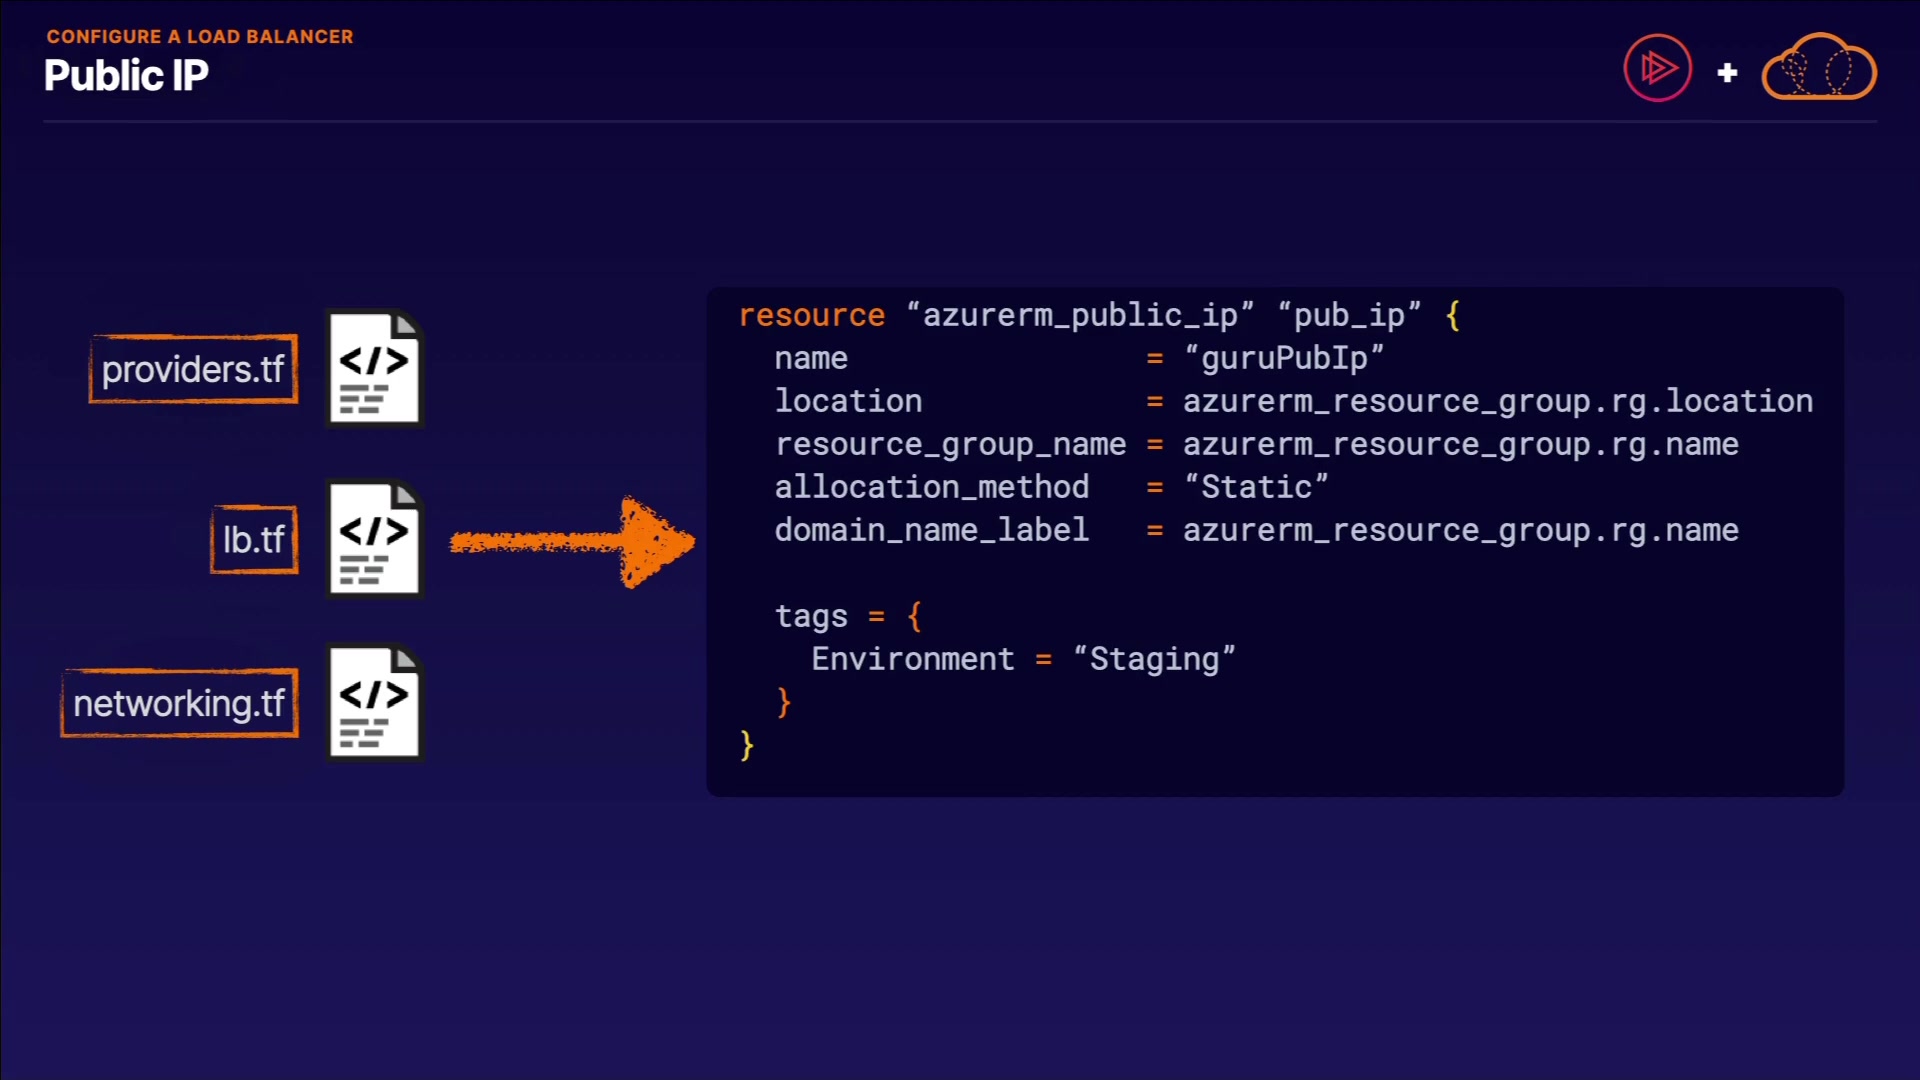 CONFIGURE A LOAD BALANCER
Public IP
+
providers.tf
</>
lb.tf
</>
networking.tf
</>
resource “azurerm_public_ip” “pub_ip” {
  name                = “guruPubIp”
  location            = azurerm_resource_group.rg.location
  resource_group_name = azurerm_resource_group.rg.name
  allocation_method   = “Static”
  domain_name_label   = azurerm_resource_group.rg.name

  tags = {
    Environment = “Staging”
  }
}